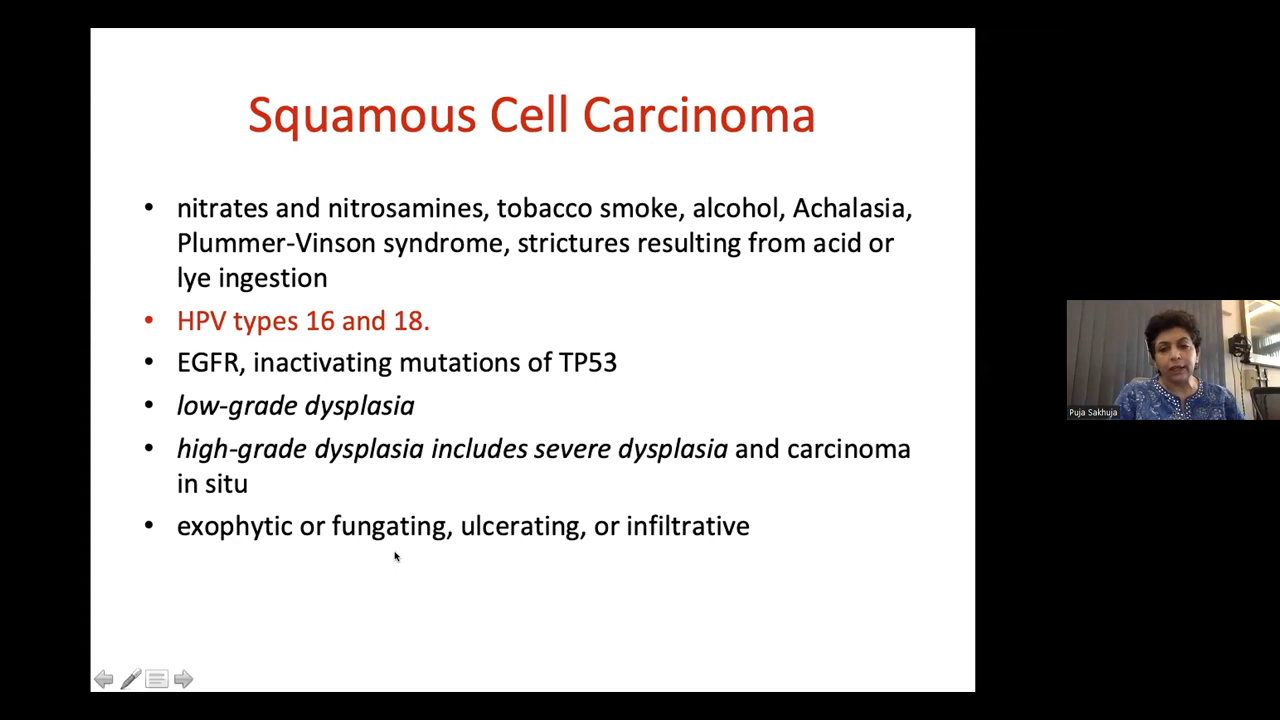 Squamous Cell Carcinoma
• nitrates and nitrosamines, tobacco smoke, alcohol, Achalasia,
Plummer-Vinson syndrome, strictures resulting from acid or
lye ingestion
• HPV types 16 and 18.
• EGFR, inactivating mutations of TP53
• low-grade dysplasia
• high-grade dysplasia includes severe dysplasia and carcinoma
in situ
• exophytic or fungating, ulcerating, or infiltrative
Puja Sakhuja